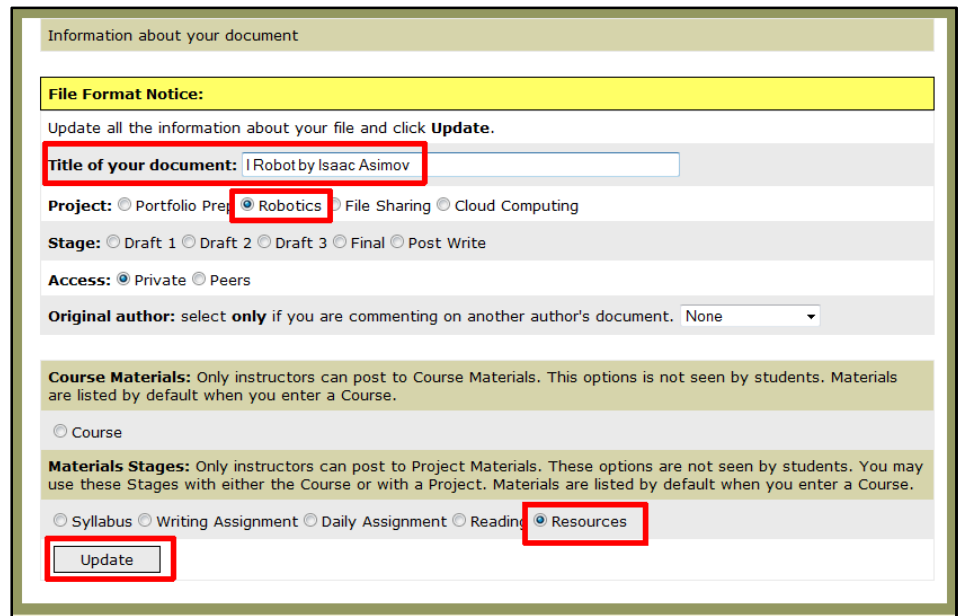 Information about your document
File Format Notice:
Update all the information about your file and click Update.
Title of your document: I Robot by Isaac Asimov
Project: Portfolio Prep Robotics File Sharing Cloud Computing
Stage: Draft 1 Draft 2 Draft 3 Final Post Write
Access: Private Peers
Original author: select only if you are commenting on another author's document. None
Course Materials: Only instructors can post to Course Materials. This options is not seen by students. Materials
are listed by default when you enter a Course.
Course
Materials Stages: Only instructors can post to Project Materials. These options are not seen by students. You may
use these Stages with either the Course or with a Project. Materials are listed by default when you enter a Course.
Syllabus Writing Assignment Daily Assignment Reading Resources
Update